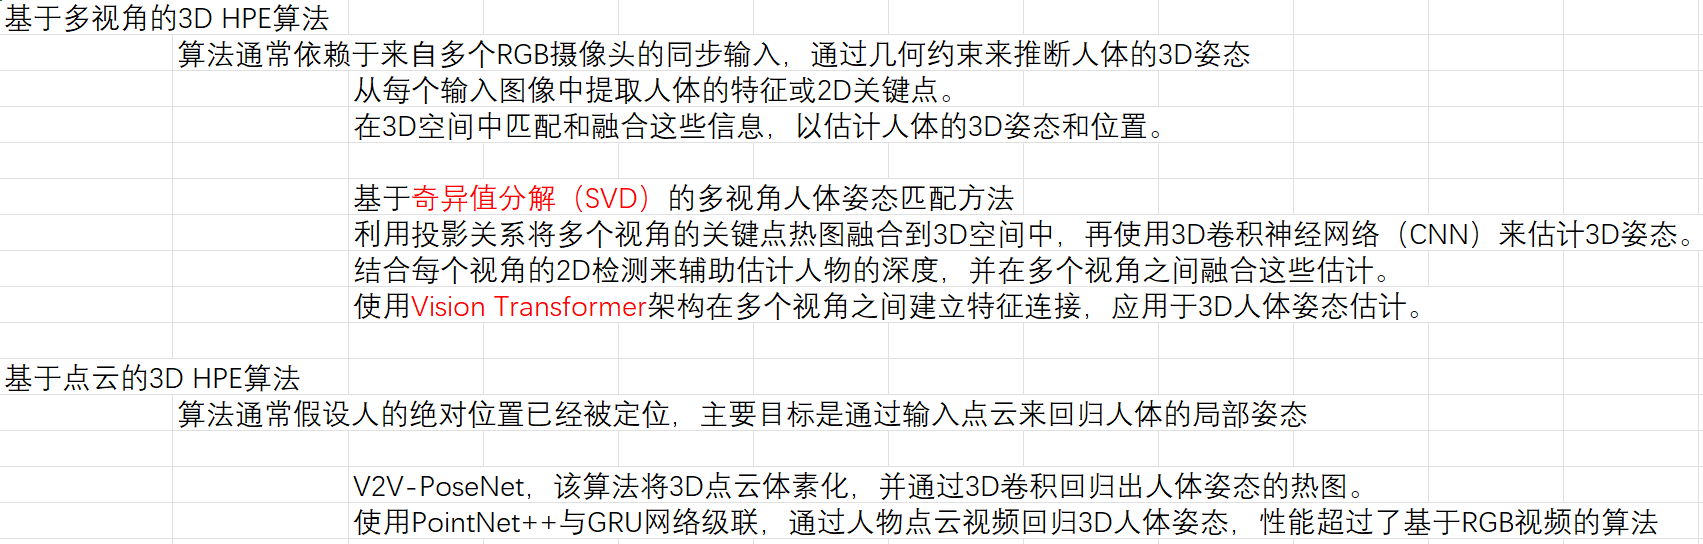 基于多视角的3D HPE算法
算法通常依赖于来自多个RGB摄像头的同步输入，通过几何约束来推断人体的3D姿态
从每个输入图像中提取人体的特征或2D关键点。
在3D空间中匹配和融合这些信息，以估计人体的3D姿态和位置。
基于奇异值分解（SVD）的多视角人体姿态匹配方法
利用投影关系将多个视角的关键点热图融合到3D空间中，再使用3D卷积神经网络（CNN）来估计3D姿态。
结合每个视角的2D检测来辅助估计人物的深度，并在多个视角之间融合这些估计。
使用Vision Transformer架构在多个视角之间建立特征连接，应用于3D人体姿态估计。
基于点云的3D HPE算法
算法通常假设人的绝对位置已经被定位，主要目标是通过输入点云来回归人体的局部姿态
V2V-PoseNet，该算法将3D点云体素化，并通过3D卷积回归出人体姿态的热图。
使用PointNet++与GRU网络级联，通过人物点云视频回归3D人体姿态，性能超过了基于RGB视频的算法